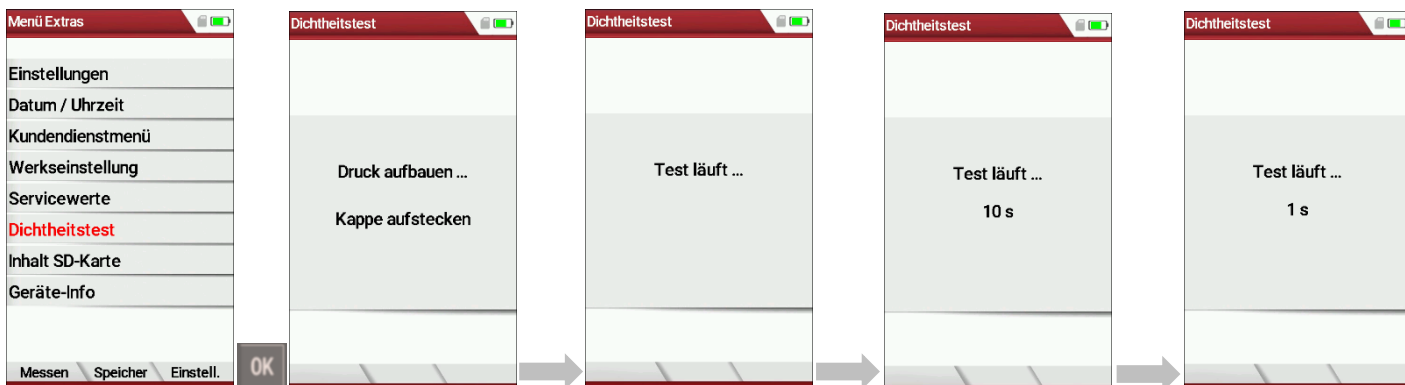 Menü Extras
Einstellungen
Datum / Uhrzeit
Kundendienstmenü
Werkseinstellung
Servicewerte
Dichtheitstest
Inhalt SD-Karte
Geräte-Info
Messen Speicher Einstell.
OK
Dichtheitstest
Druck aufbauen ...
Kappe aufstecken
Dichtheitstest
Test läuft ...
Dichtheitstest
Test läuft ...
10 s
Dichtheitstest
Test läuft ...
1 s